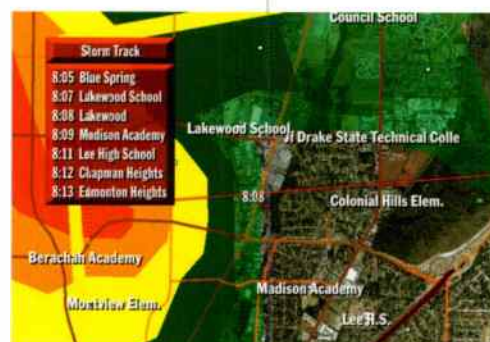 Council School
Storm Track
8:05 Blue Spring
8:07 Lakewood School
8:08 Lakewood
8:09 Madison Academy
8:11 Lee High School
8:12 Chapman Heights
8:13 Edmonton Heights
Lakewood School
Drake State Technical Colle
8:08
Colonial Hills Elem.
Berachah Academy
Montview Elem.
Madison Academy
Lee H.S.